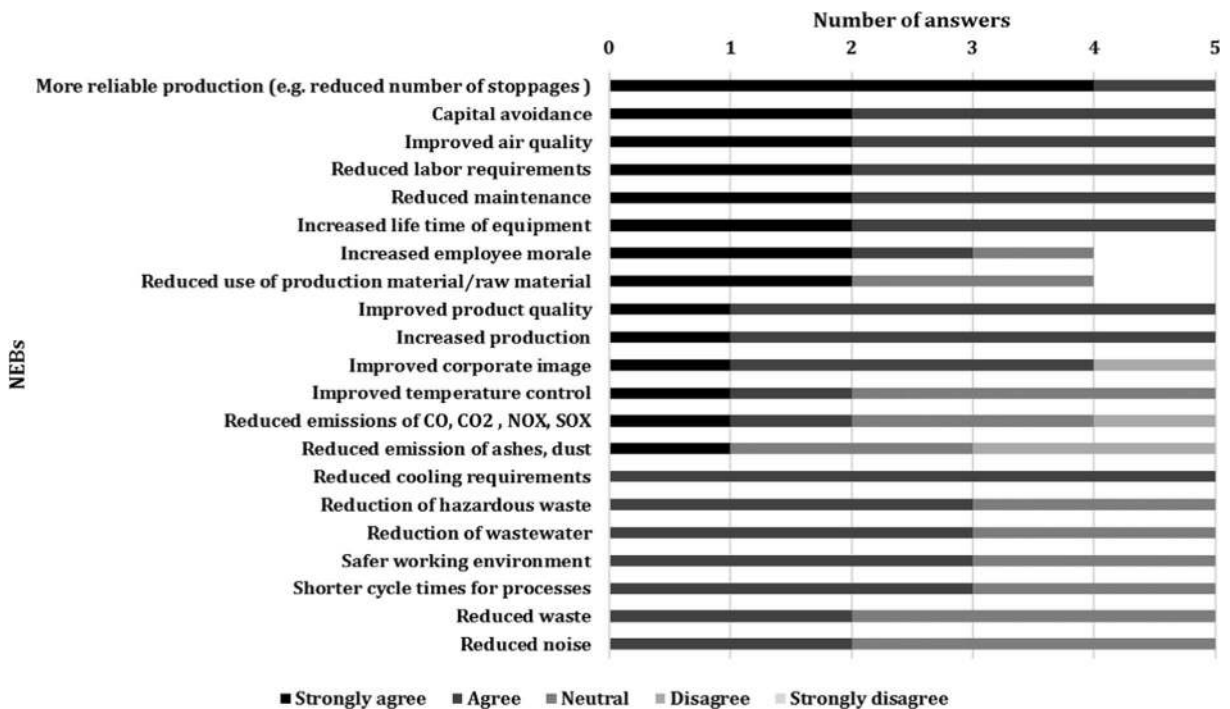 Number of answers
0 1 2 3 4 5
More reliable production (e.g. reduced number of stoppages )
Capital avoidance
Improved air quality
Reduced labor requirements
Reduced maintenance
Increased life time of equipment
Increased employee morale
Reduced use of production material/raw material
Improved product quality
Increased production
Improved corporate image
Improved temperature control
Reduced emissions of CO, CO2 , NOX, SOX
Reduced emission of ashes, dust
Reduced cooling requirements
Reduction of hazardous waste
Reduction of wastewater
Safer working environment
Shorter cycle times for processes
Reduced waste
Reduced noise
NEBs
Strongly agree Agree Neutral Disagree Strongly disagree